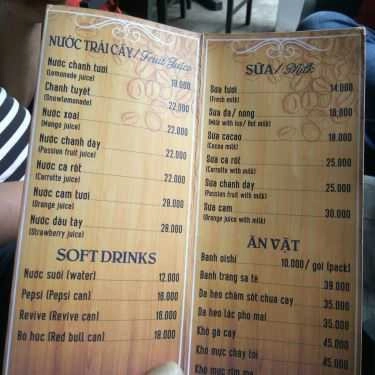 NƯỚC TRÁI CÂY / Fruit Juice
Nước chanh tươi 18.000
(Lemonade juice)
Chanh tuyết 22.000
(Snowlemonade)
Nước xoài 22.000
(Mango juice)
Nước chanh dây 22.000
(Passion fruit juice)
Nước cà rốt 22.000
(Carrotte juice)
Nước cam tươi 28.000
(Orange juice)
Nước dâu tây 28.000
(Strawberry juice)
SOFT DRINKS
Nước suối (water) 12.000
Pepsi (Pepsi can) 16.000
Revive (Revive can) 16.000
Bò húc (Red bull can) 18.000
SỮA / Milk
Sữa tươi 14.000
(Fresh milk)
Sữa đá / nóng 18.000
(Milk with ice/ Hot milk)
Sữa cacao 18.000
(Cocoa milk)
Sữa cà rốt 25.000
(Carrotte with milk)
Sữa chanh dây 25.000
(Passion fruit with milk)
Sữa cam 30.000
(Orange juice with milk)
ĂN VẶT
Bánh oishi 10.000/ gói (pack)
Bánh tráng sa tế 39.000
Da heo chấm sốt chua cay 35.000
Da heo lắc phô mai 35.000
Khô gà cay 45.000
Khô mực cháy tỏi 45.000
Khô mực rim me